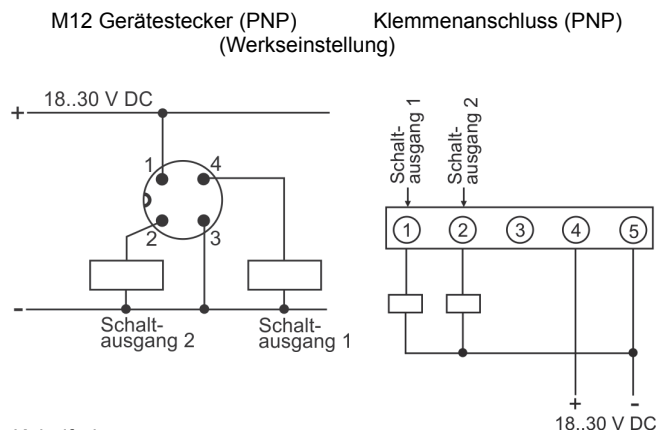 M12 Gerätestecker (PNP)
Klemmenanschluss (PNP)
(Werkseinstellung)
+ 18..30 V DC
1
4
2
3
-
Schalt-
ausgang 2
Schalt-
ausgang 1
Schalt-
ausgang 1
Schalt-
ausgang 2
1 2 3 4 5
+ -
18..30 V DC